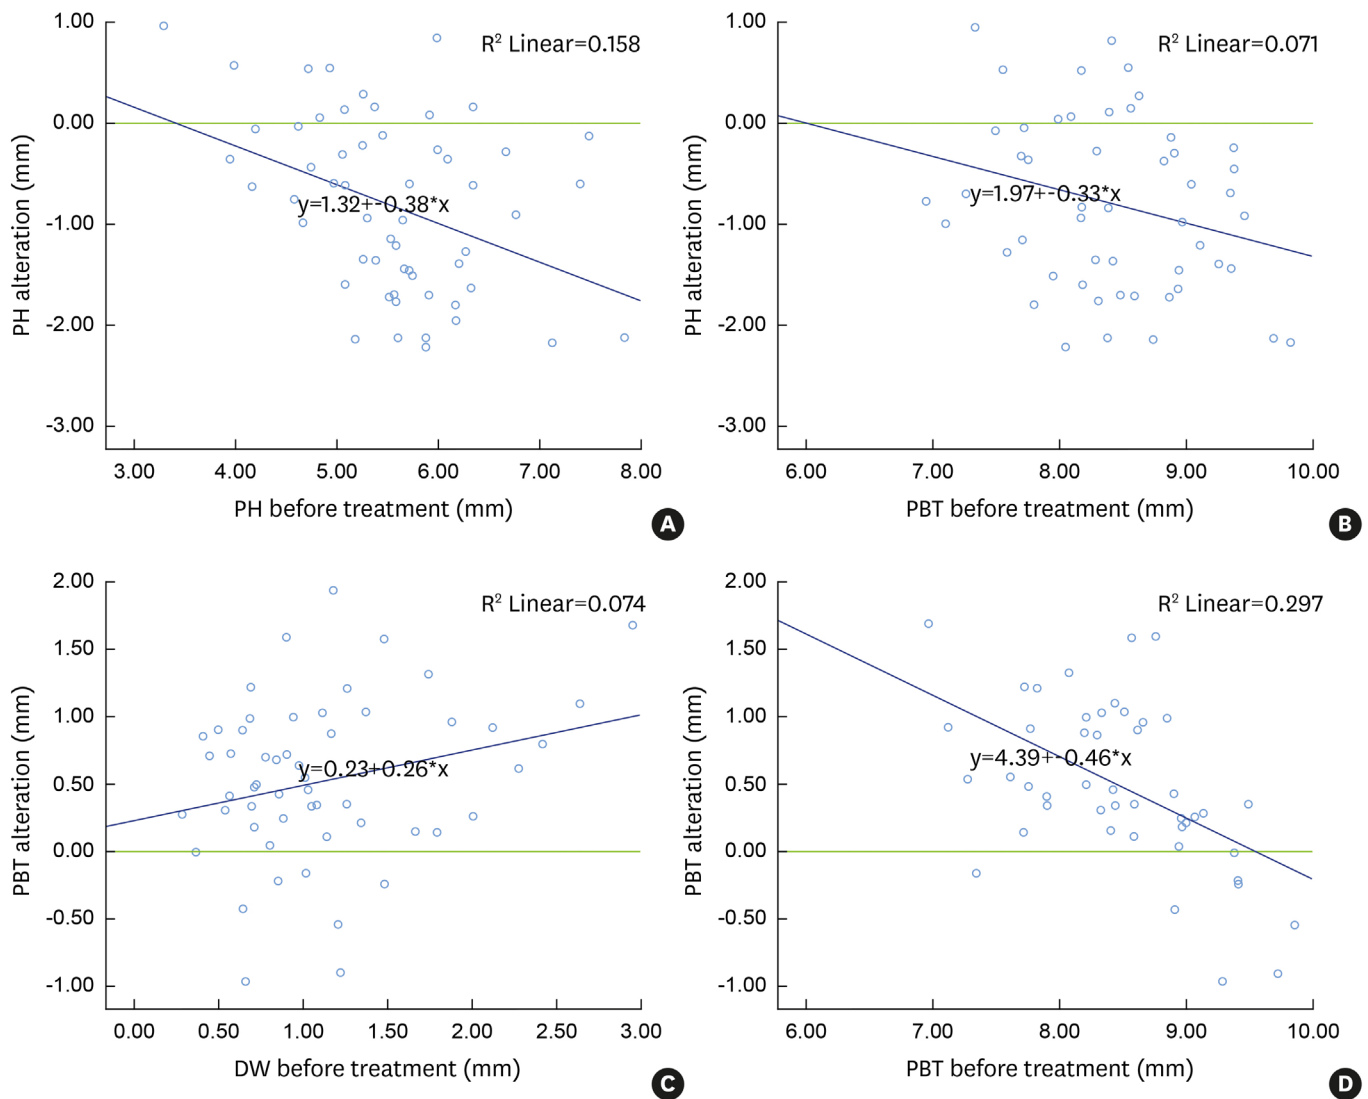 1.00
R² Linear=0.158
0.00
y=1.32+-0.38*x
-1.00
-2.00
-3.00
PH alteration (mm)
3.00 4.00 5.00 6.00 7.00 8.00
PH before treatment (mm)
A
1.00
R² Linear=0.071
0.00
y=1.97+-0.33*x
-1.00
-2.00
-3.00
PH alteration (mm)
6.00 7.00 8.00 9.00 10.00
PBT before treatment (mm)
B
2.00
R² Linear=0.074
1.50
1.00
y=0.23+0.26*x
0.50
0.00
-0.50
-1.00
PBT alteration (mm)
0.00 0.50 1.00 1.50 2.00 2.50 3.00
DW before treatment (mm)
C
2.00
R² Linear=0.297
1.50
1.00
y=4.39+-0.46*x
0.50
0.00
-0.50
-1.00
PBT alteration (mm)
6.00 7.00 8.00 9.00 10.00
PBT before treatment (mm)
D